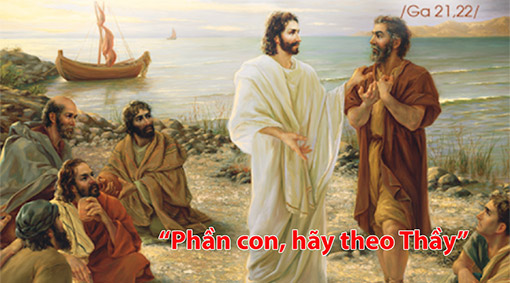 /Ga 21,22/
“Phần con, hãy theo Thầy”